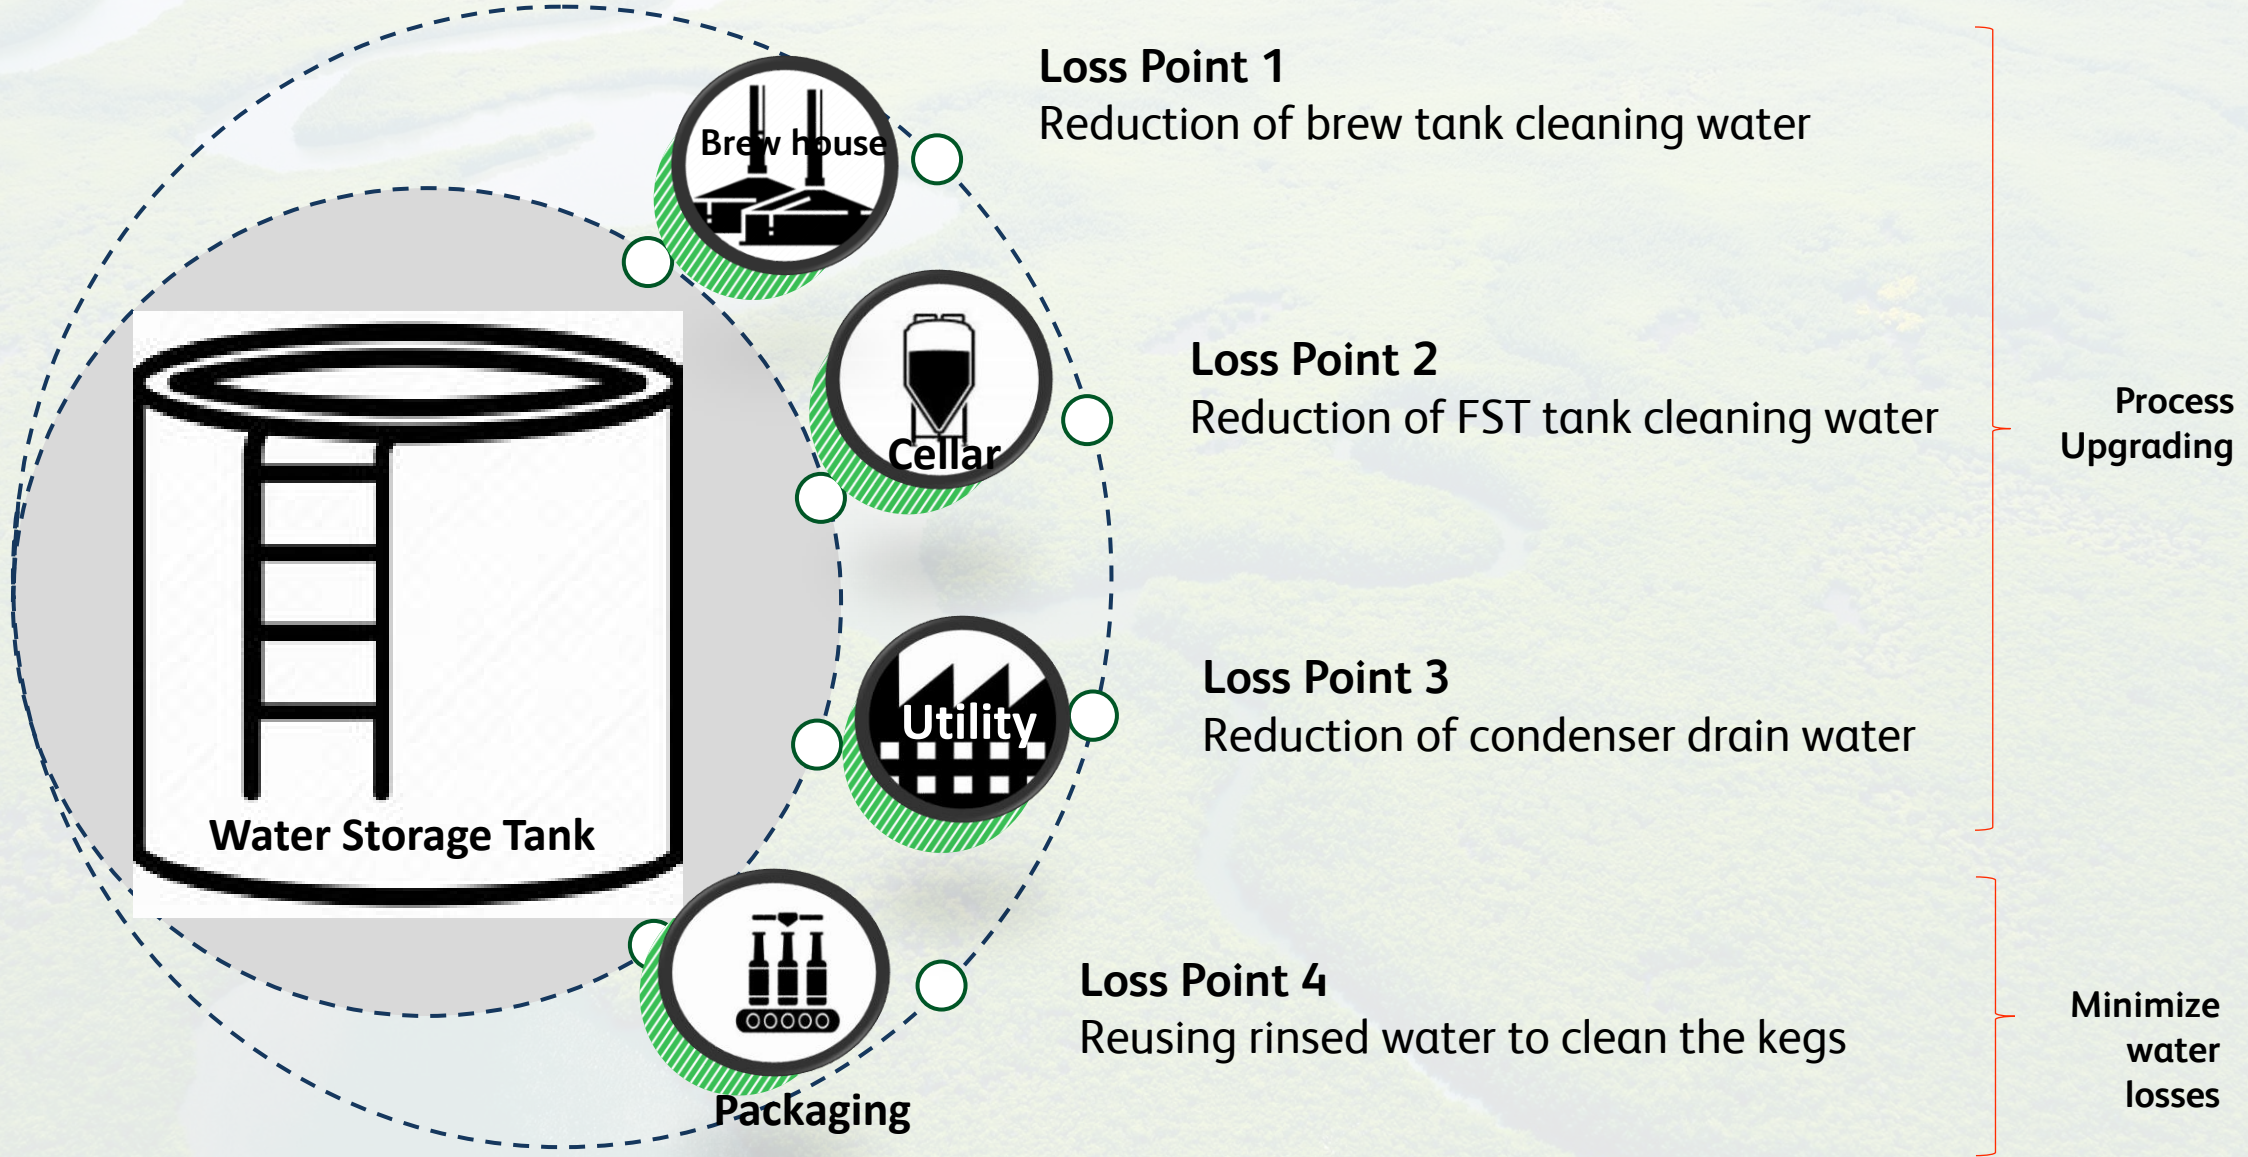 Loss Point 1
Reduction of brew tank cleaning water
Brew house
Loss Point 2
Reduction of FST tank cleaning water
Cellar
Process
Upgrading
Loss Point 3
Reduction of condenser drain water
Utility
Water Storage Tank
Loss Point 4
Reusing rinsed water to clean the kegs
Packaging
Minimize
water
losses